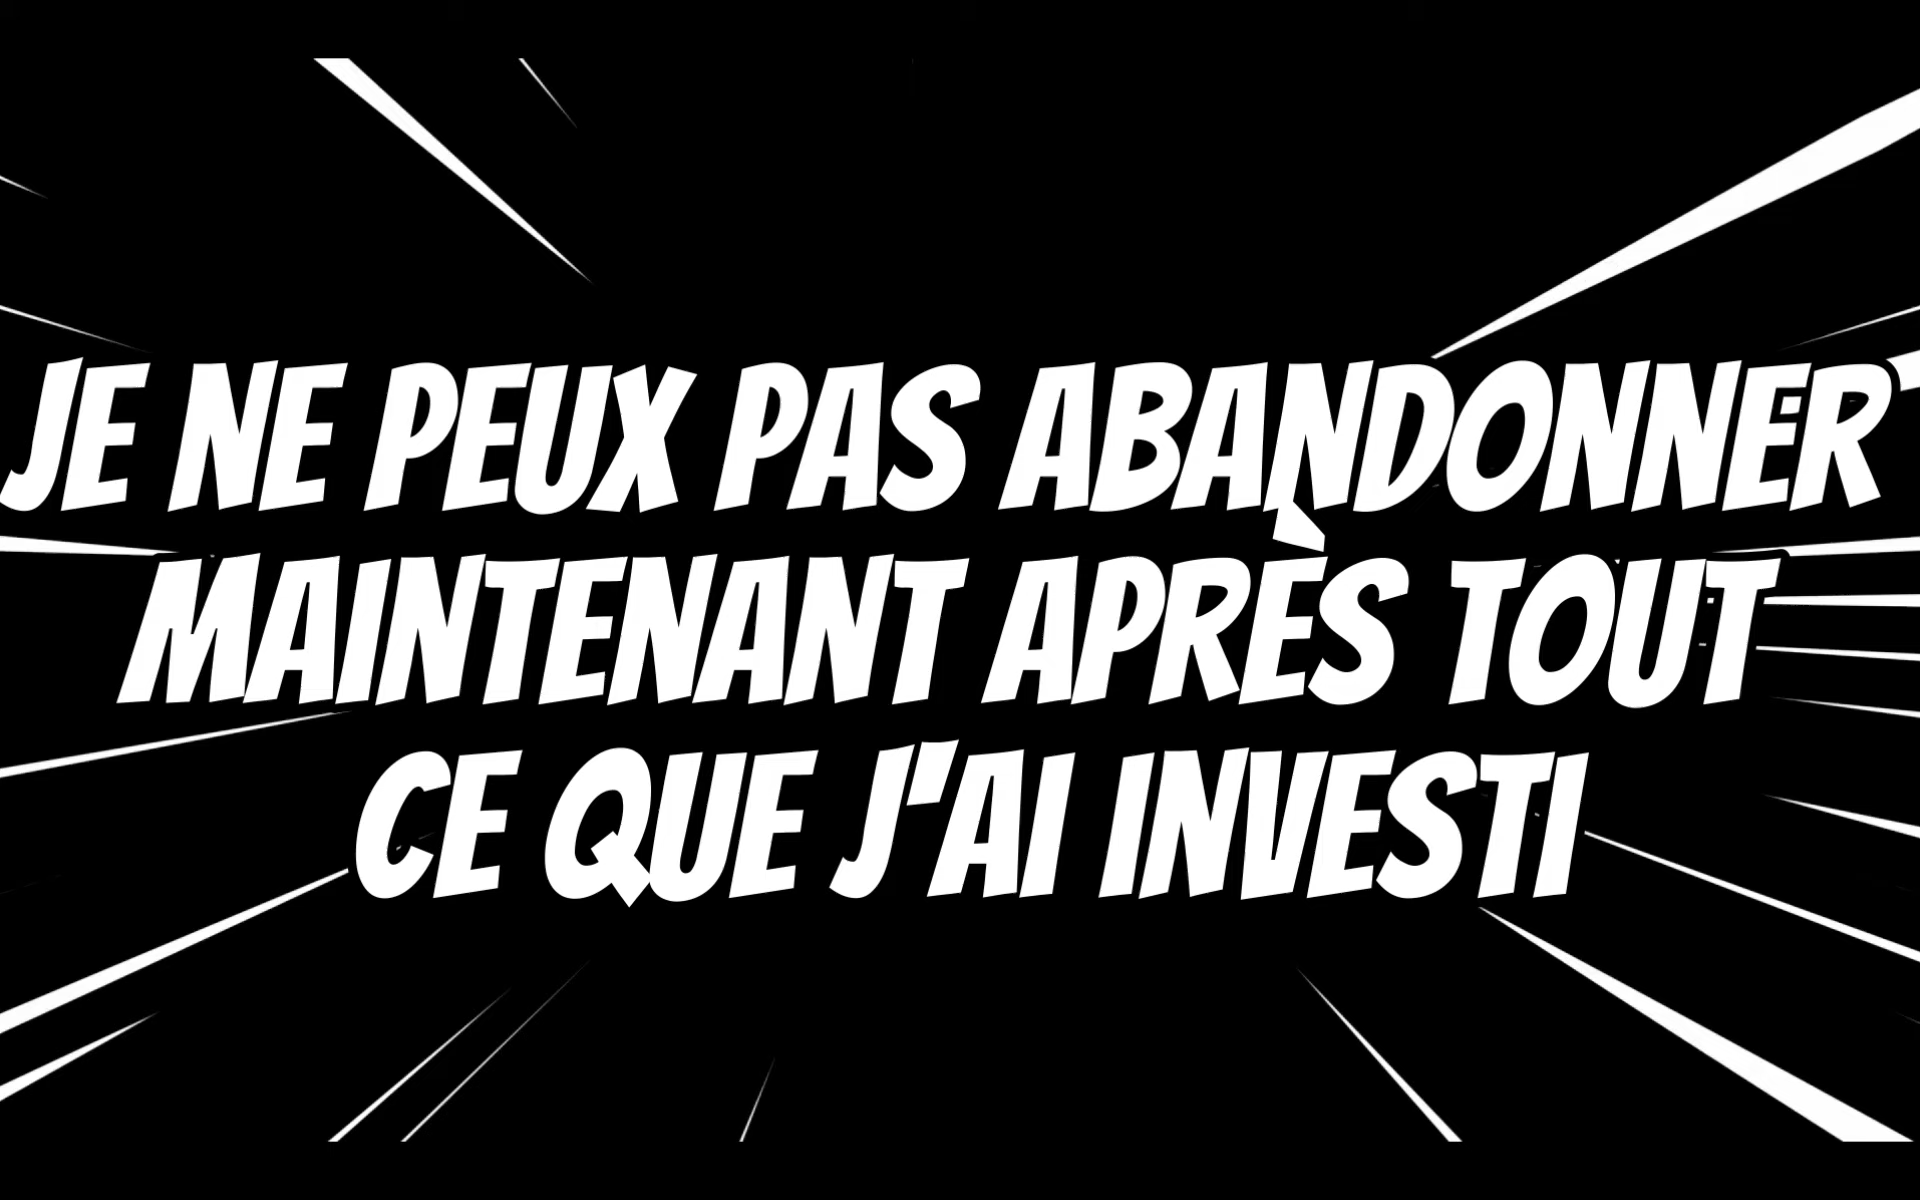 JE NE PEUX PAS ABANDONNER
MAINTENANT APRÈS TOUT
CE QUE J'AI INVESTI